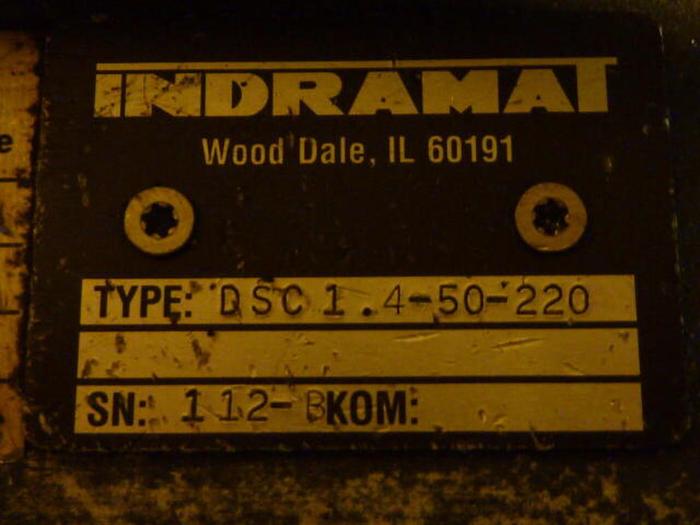 INDRAMAT
Wood Dale, IL 60191
e
TYPE: DSC 1.4-50-220
SN: 112-B KOM: